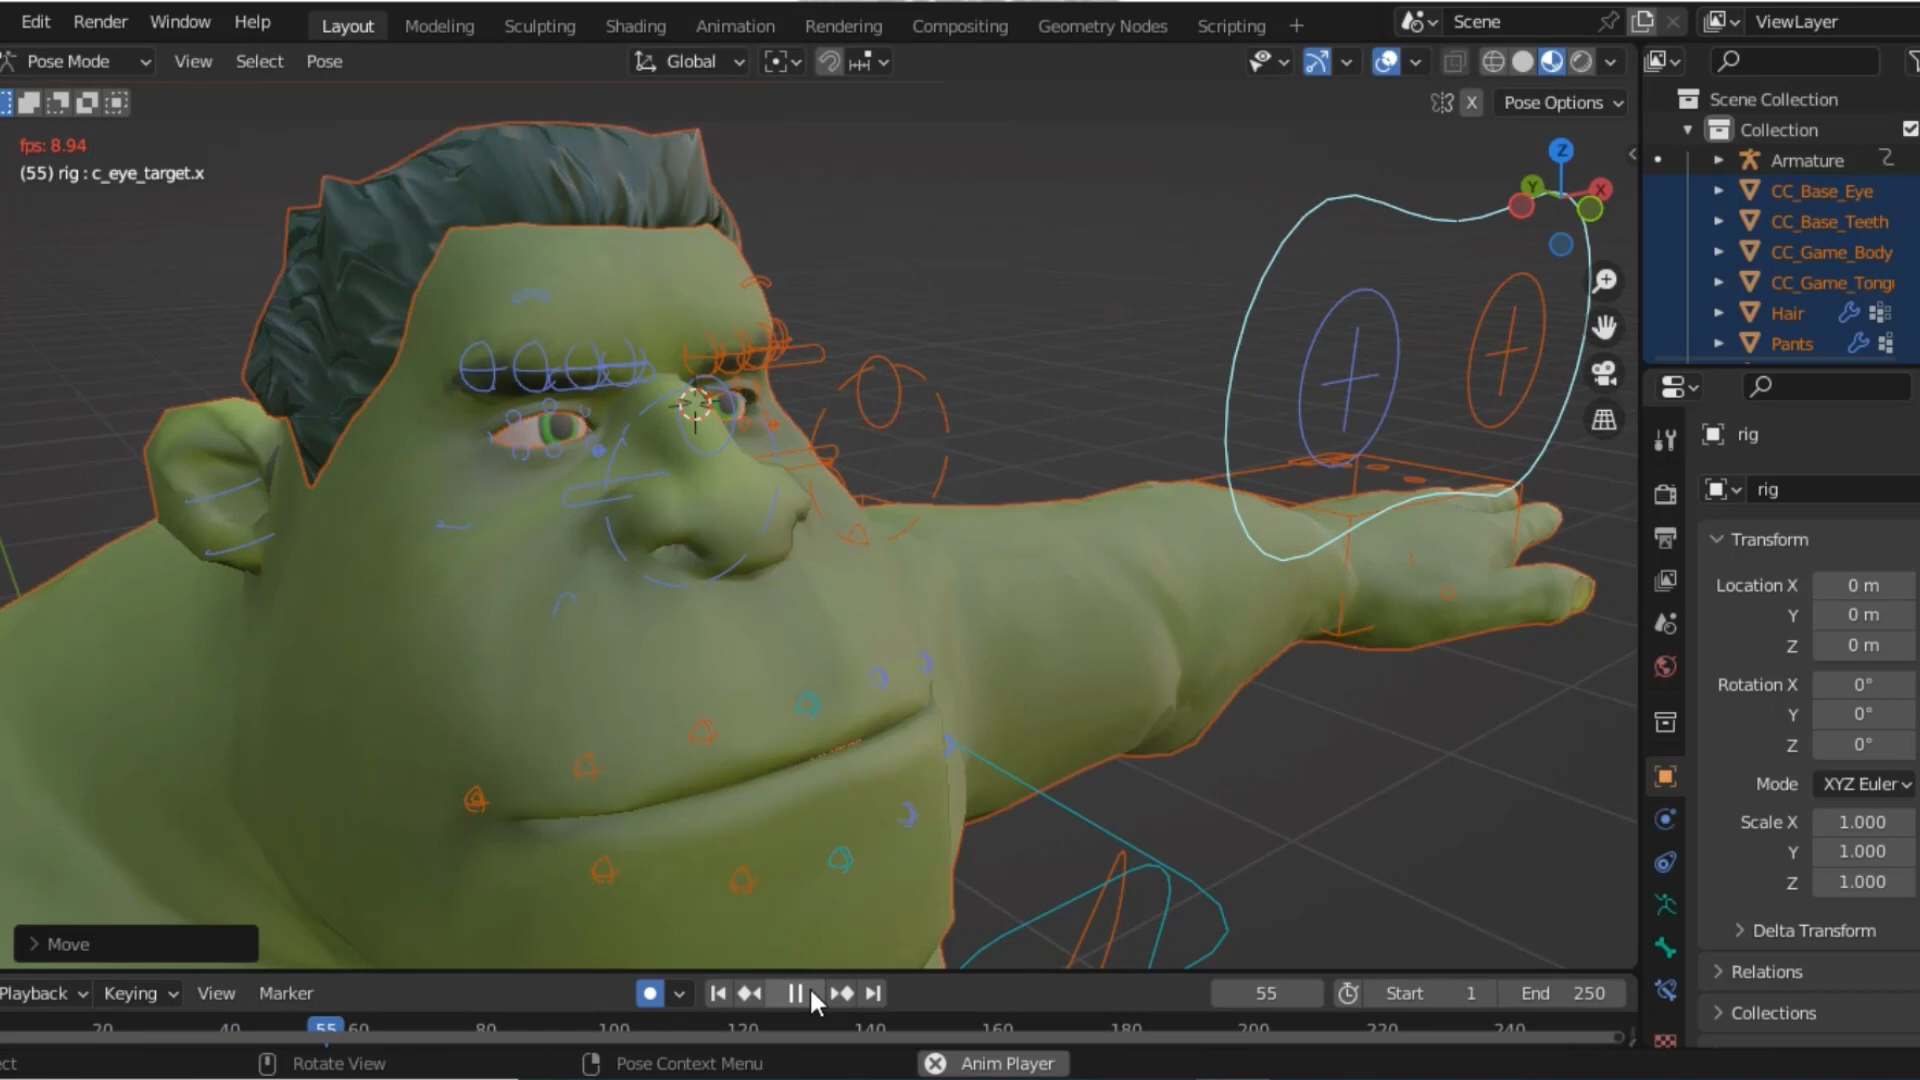 Edit Render Window Help Layout Modeling Sculpting Shading Animation Rendering Compositing Geometry Nodes Scripting + Scene ViewLayer
Pose Mode View Select Pose Global
X Pose Options
fps: 8.94
(55) rig : c_eye_target.x
Z
Y
X
Scene Collection
Collection
Armature
CC_Base_Eye
CC_Base_Teeth
CC_Game_Body
CC_Game_Tong
Hair
Pants
rig
rig
Transform
Location X 0 m
Y 0 m
Z 0 m
Rotation X 0°
Y 0°
Z 0°
Mode XYZ Euler
Scale X 1.000
Y 1.000
Z 1.000
Delta Transform
Relations
Collections
Move
Playback Keying View Marker 55 Start 1 End 250
20 40 55 60 80 100 120 140 160 180 200 220 240
Rotate View Pose Context Menu Anim Player